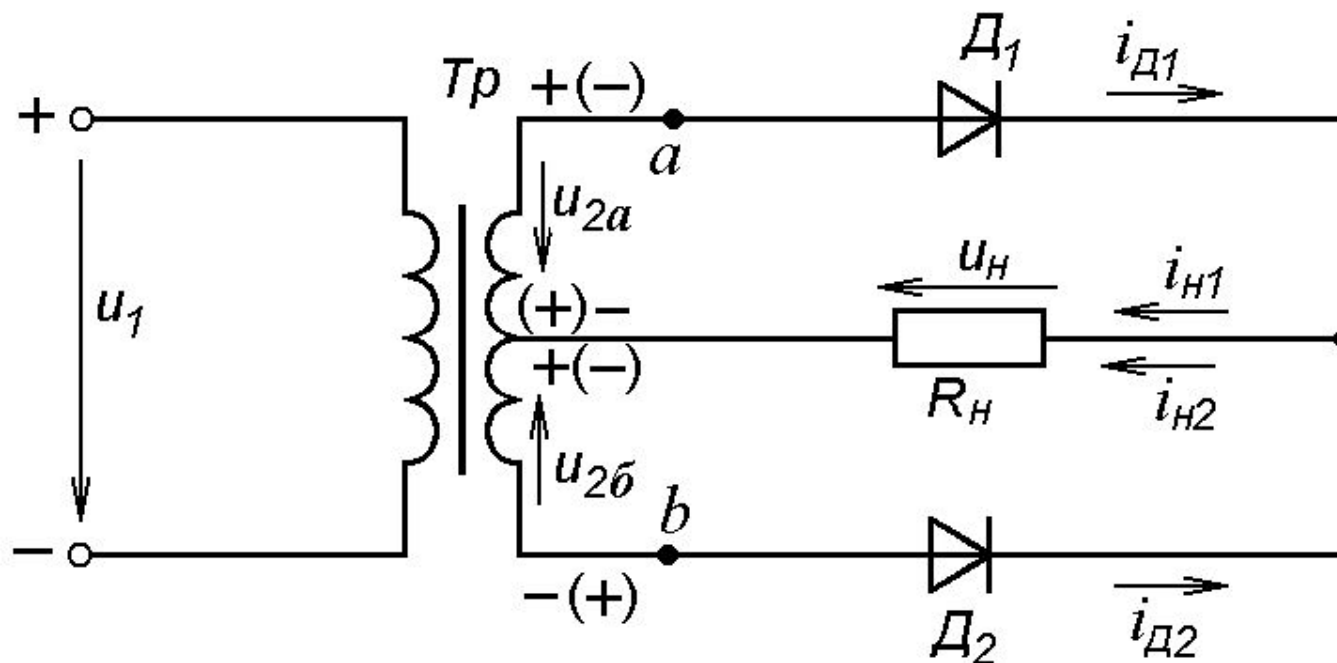 Тр
+(−)
Д1
iД1
+
a
u2a
u1
(+)−
uн
iн1
+(−)
Rн
iн2
u2б
b
−
−(+)
Д2
iД2